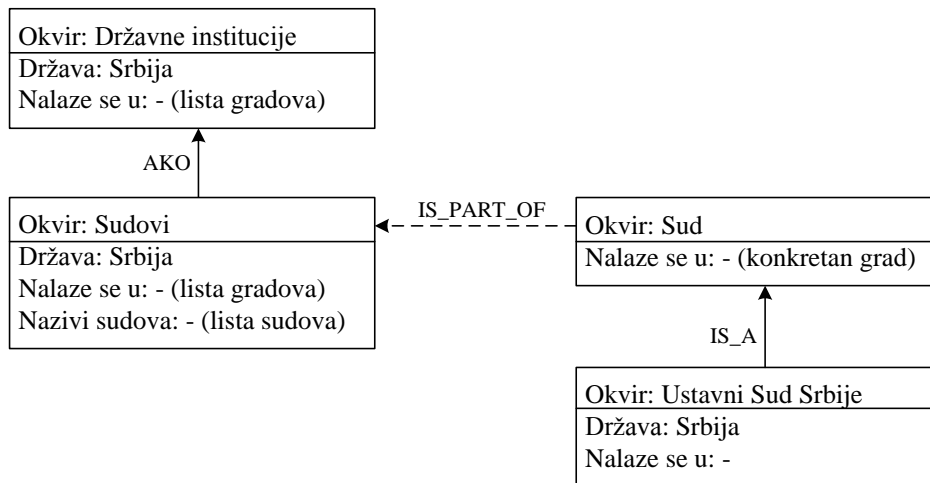 Okvir: Državne institucije
Država: Srbija
Nalaze se u: - (lista gradova)
AKO
Okvir: Sudovi
Država: Srbija
Nalaze se u: - (lista gradova)
Nazivi sudova: - (lista sudova)
IS_PART_OF
Okvir: Sud
Nalaze se u: - (konkretan grad)
IS_A
Okvir: Ustavni Sud Srbije
Država: Srbija
Nalaze se u: -